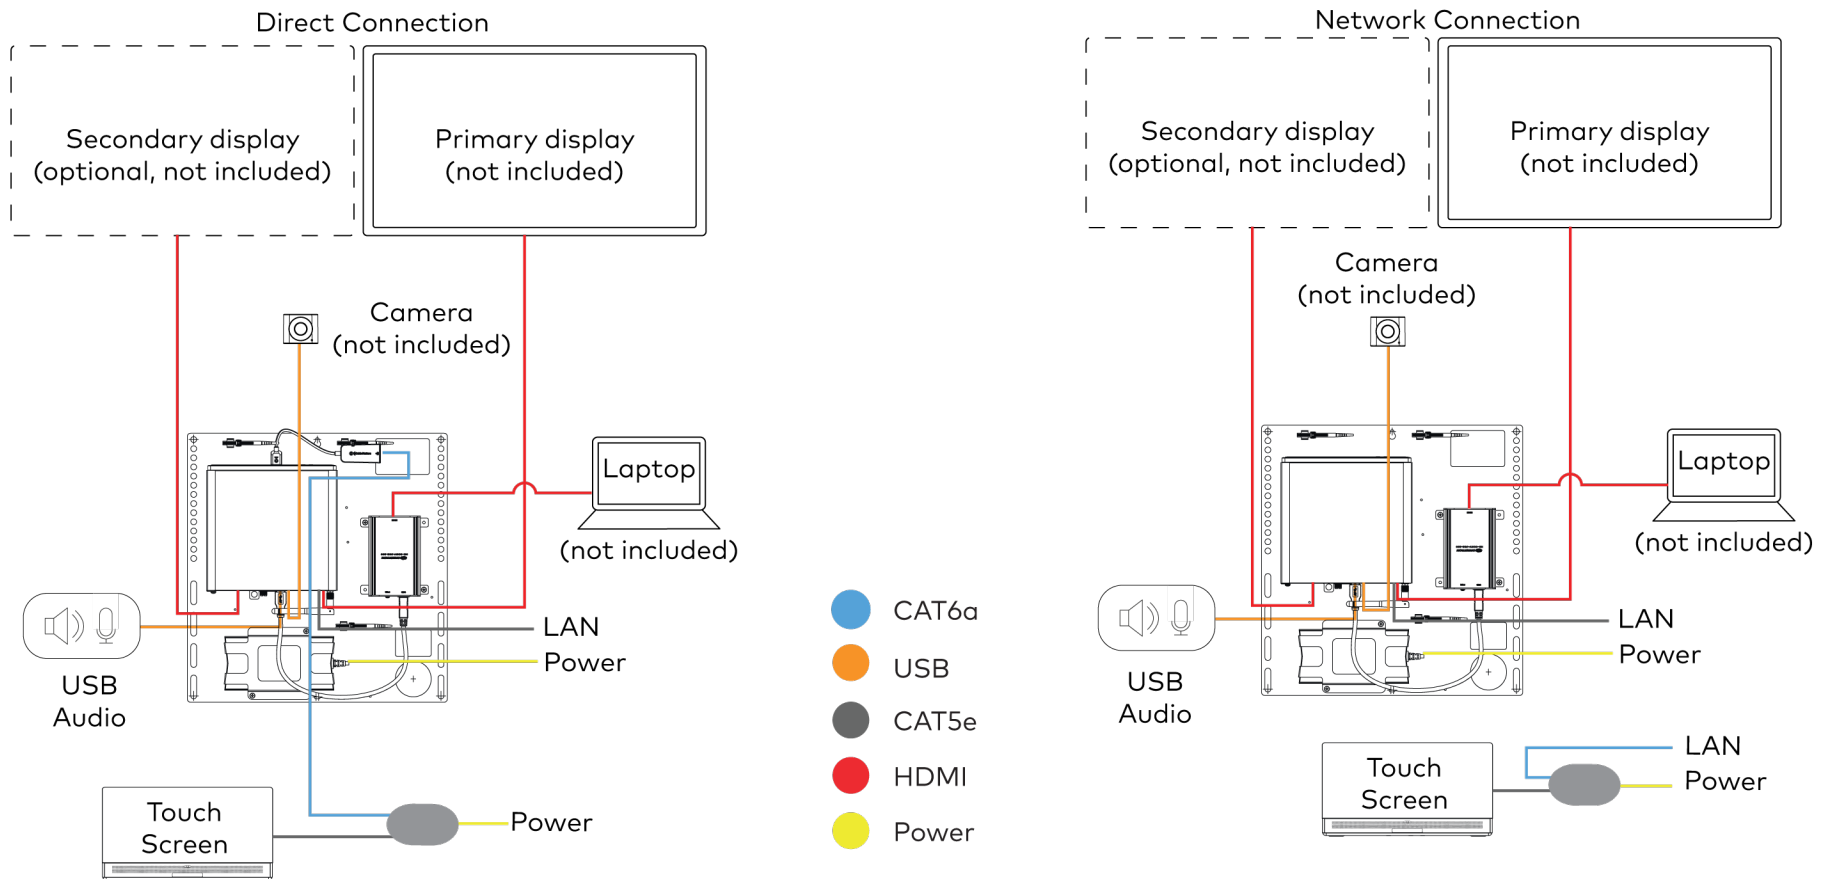 Direct Connection
Secondary display
(optional, not included)
Primary display
(not included)
Camera
(not included)
Laptop
(not included)
USB
Audio
LAN
Power
Touch
Screen
Power
CAT6a
USB
CAT5e
HDMI
Power
Network Connection
Secondary display
(optional, not included)
Primary display
(not included)
Camera
(not included)
Laptop
(not included)
USB
Audio
LAN
Power
Touch
Screen
LAN
Power